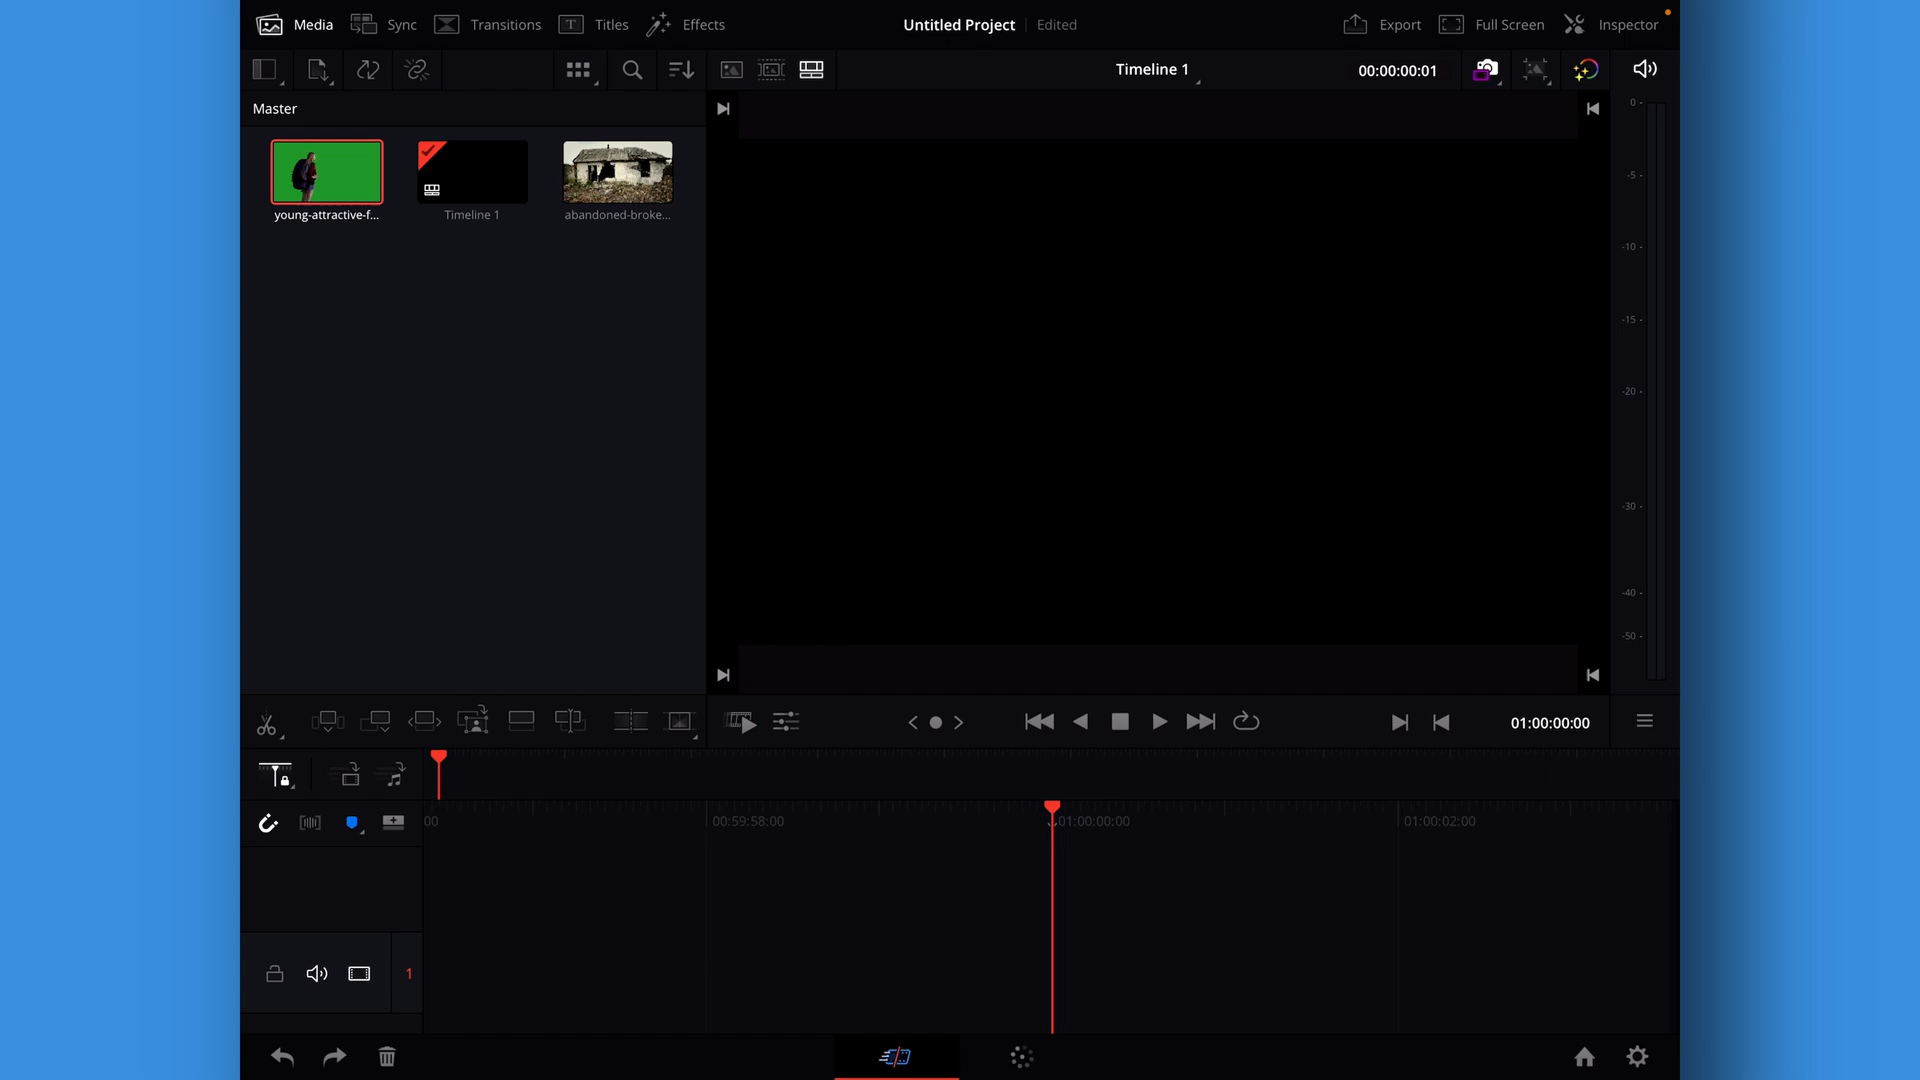 Media
Sync
Transitions
Titles
Effects
Untitled Project
Edited
Export
Full Screen
Inspector
Timeline 1
00:00:00:01
Master
young-attractive-f...
Timeline 1
abandoned-broke...
0
-5
-10
-15
-20
-30
-40
-50
01:00:00:00
00
00:59:58:00
01:00:00:00
01:00:02:00
1